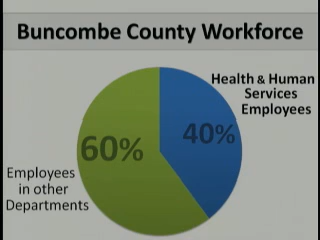 Buncombe County Workforce
Health & Human
Services
Employees
40%
60%
Employees
in other
Departments